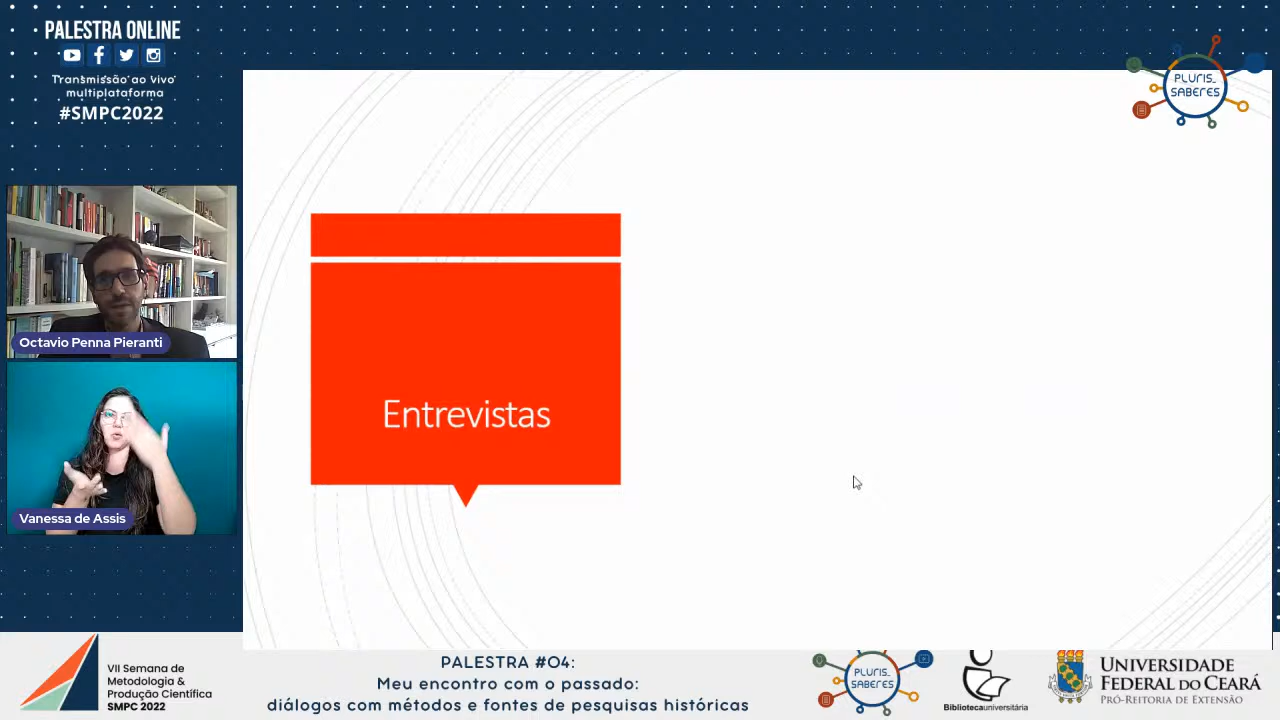 PALESTRA ONLINE
Transmissão ao vivo
multiplataforma
#SMPC2022
PLURIS_
SABERES
Octavio Penna Pieranti
Entrevistas
Vanessa de Assis
VII Semana de
Metodologia &
Produção Científica
SMPC 2022
PALESTRA #04:
Meu encontro com o passado:
diálogos com métodos e fontes de pesquisas históricas
PLURIS_
SABERES
Bibliotecauniversitária
UNIVERSIDADE
FEDERAL DO CEARÁ
PRÓ-REITORIA DE EXTENSÃO